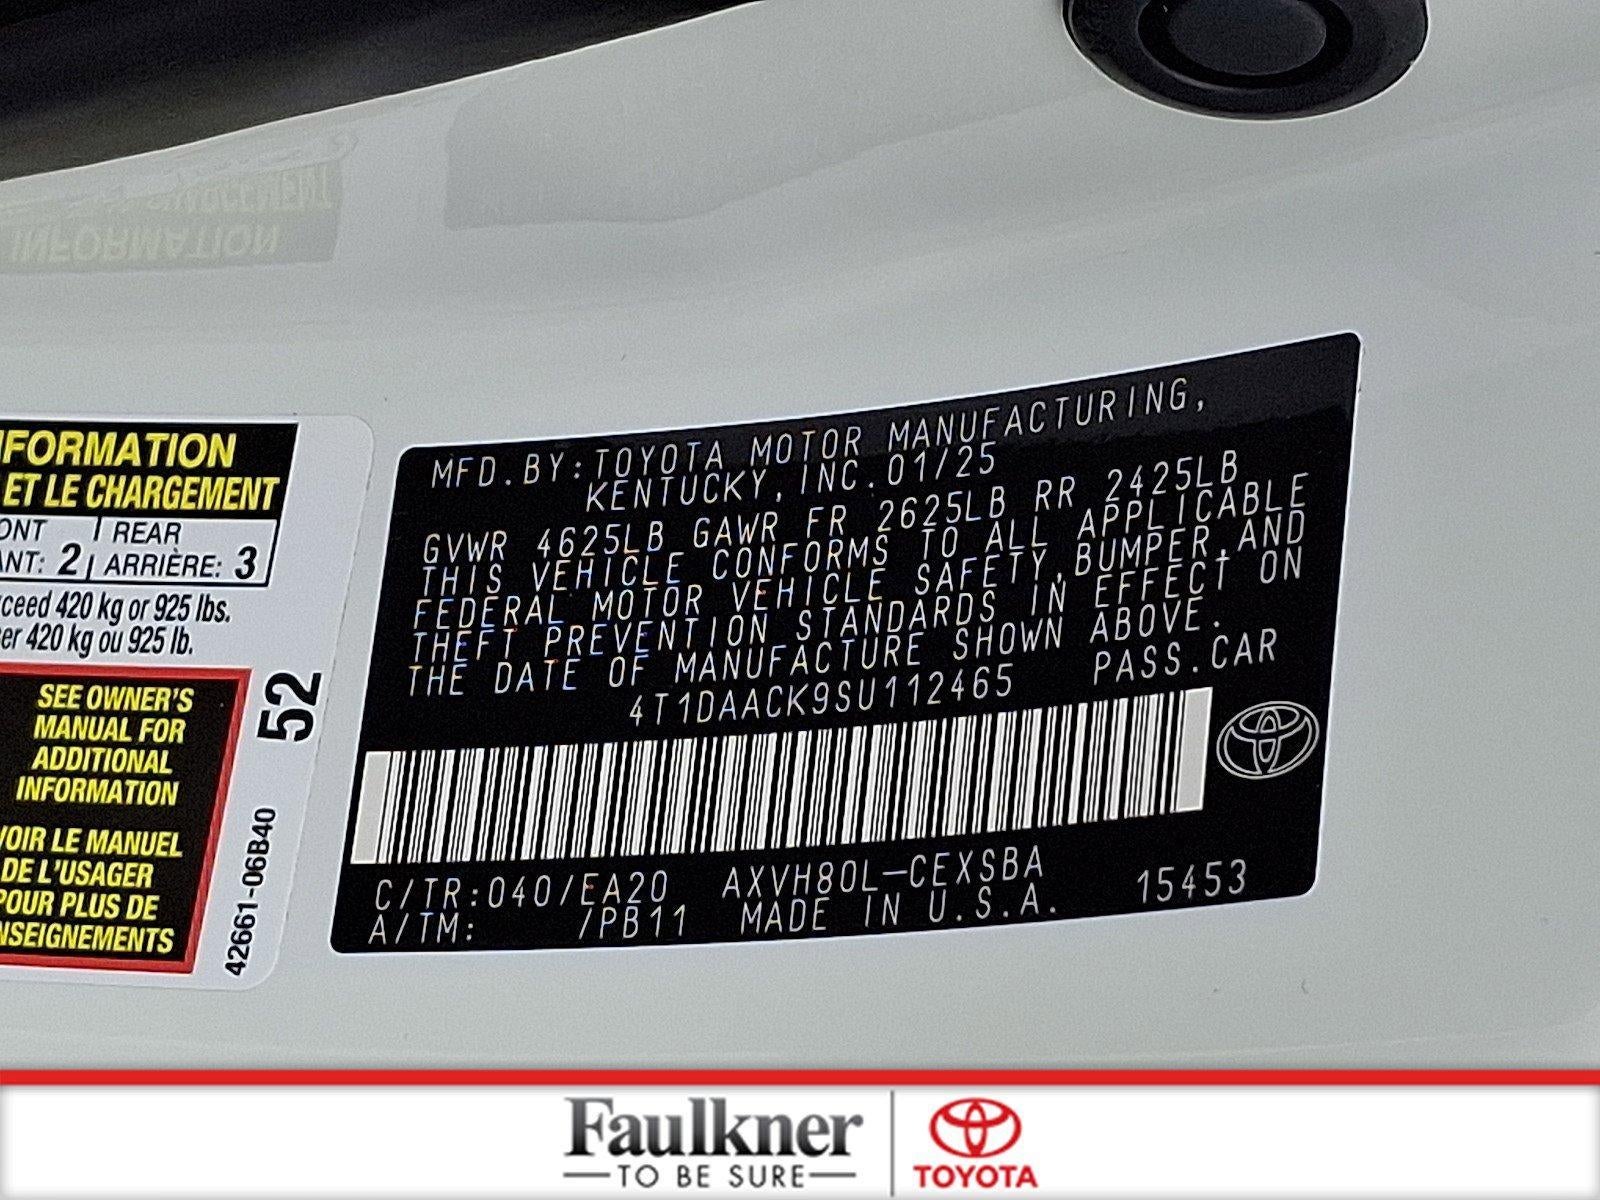 INFORMATION
NFORMATION
ET LE CHARGEMENT
ONT | REAR
ANT: 2 | ARRIÈRE: 3
ceed 420 kg or 925 lbs.
er 420 kg ou 925 lb.
SEE OWNER'S
MANUAL FOR
ADDITIONAL
INFORMATION
VOIR LE MANUEL
DE L'USAGER
POUR PLUS DE
NSEIGNEMENTS
52
42661-06B40
MFD.BY:TOYOTA MOTOR MANUFACTURING,
KENTUCKY,INC.01/25
GVWR 4625LB GAWR FR 2625LB RR 2425LB
THIS VEHICLE CONFORMS TO ALL APPLICABLE
FEDERAL MOTOR VEHICLE SAFETY,BUMPER,AND
THEFT PREVENTION STANDARDS IN EFFECT ON
THE DATE OF MANUFACTURE SHOWN ABOVE.
4T1DAACK9SU112465 PASS.CAR
C/TR:040/EA20 AXVH80L-CEXSBA 15453
A/TM: /PB11 MADE IN U.S.A.
Faulkner
TO BE SURE
TOYOTA